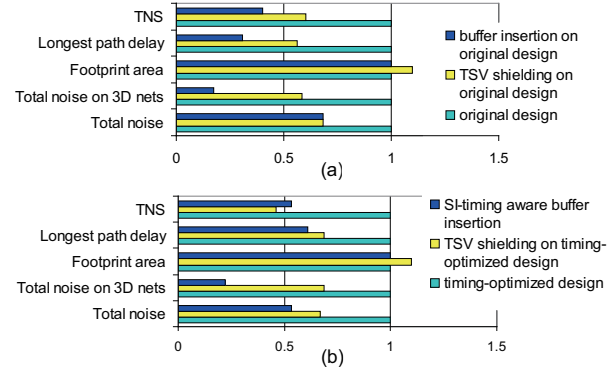 TNS
Longest path delay
Footprint area
Total noise on 3D nets
Total noise
0 0.5 1 1.5
buffer insertion on
original design
TSV shielding on
original design
original design
(a)
TNS
Longest path delay
Footprint area
Total noise on 3D nets
Total noise
0 0.5 1 1.5
SI-timing aware buffer
insertion
TSV shielding on timing-
optimized design
timing-optimized design
(b)